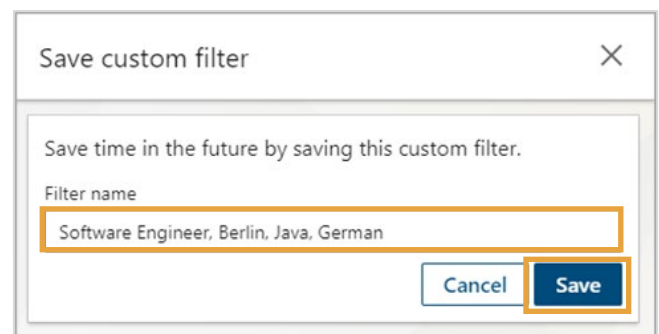 Save custom filter
Save time in the future by saving this custom filter.
Filter name
Software Engineer, Berlin, Java, German
Cancel Save